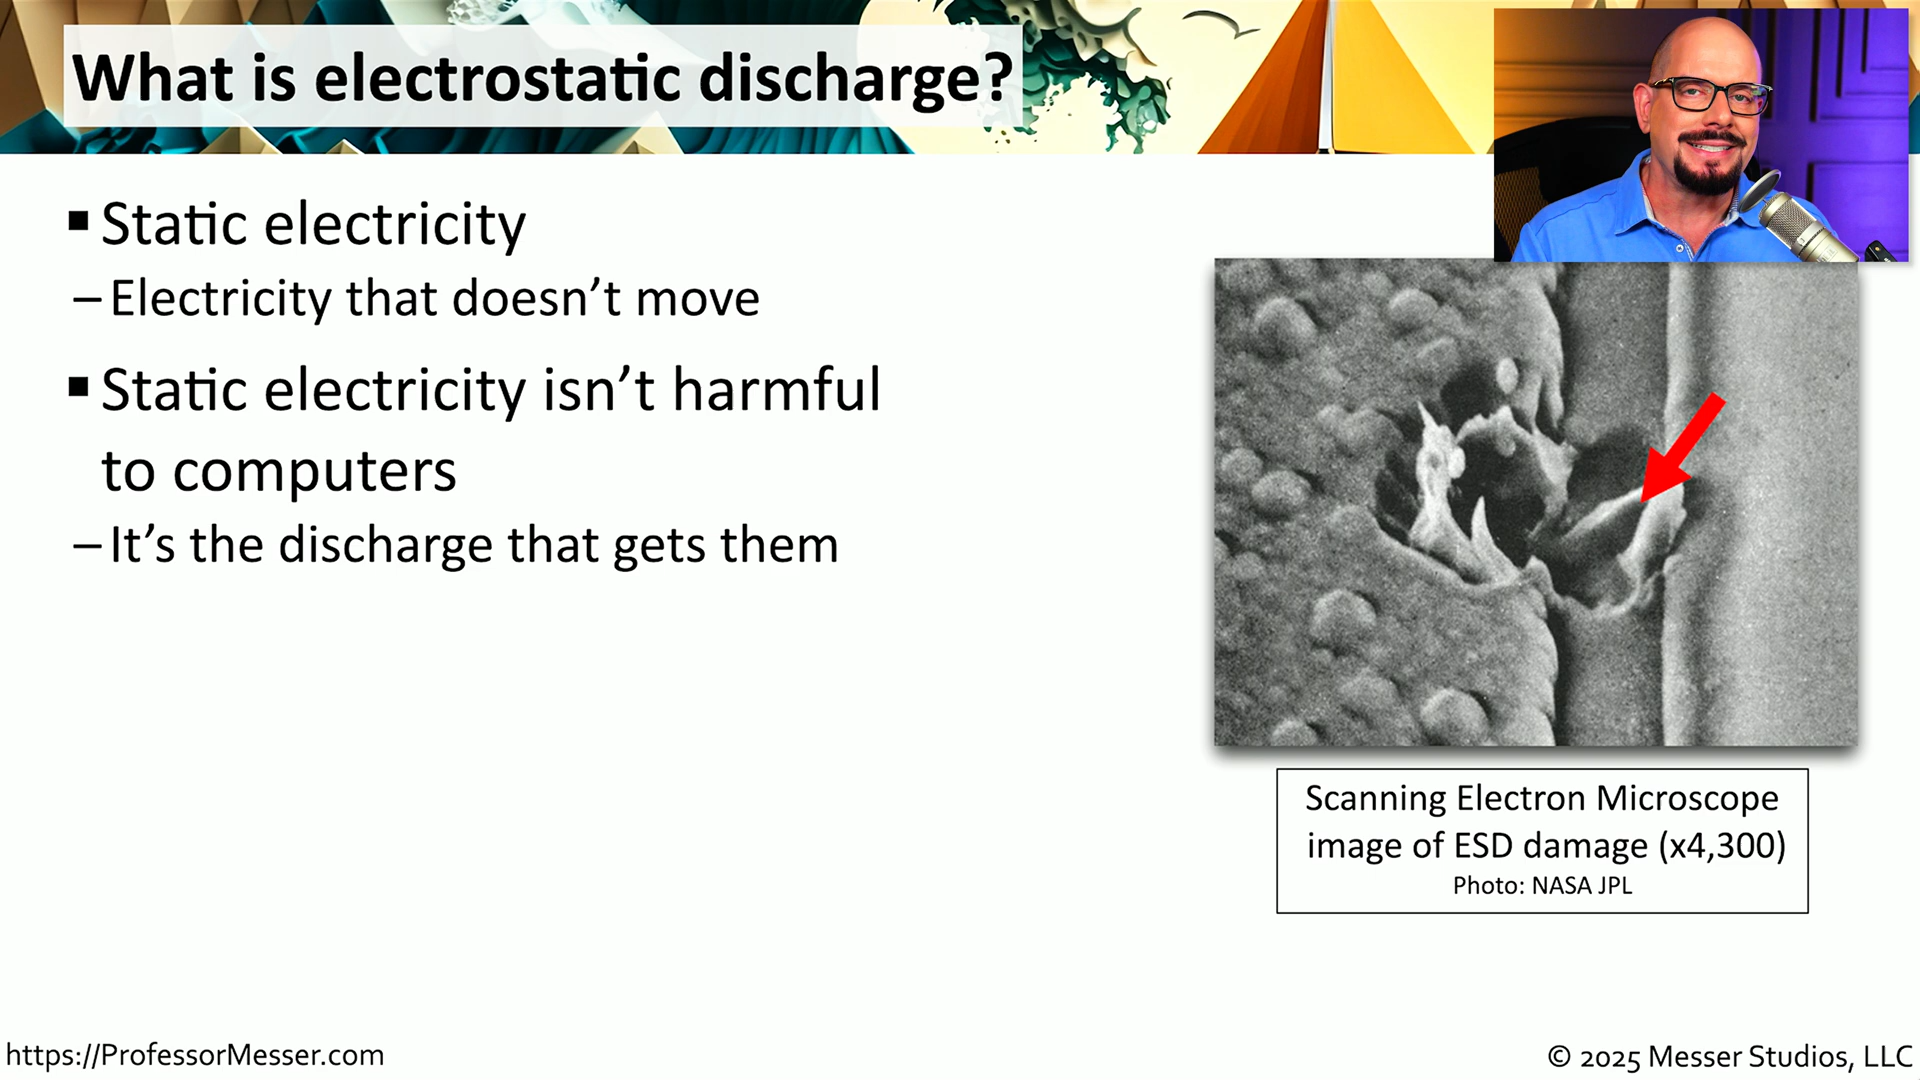 What is electrostatic discharge?
▪ Static electricity
– Electricity that doesn’t move
▪ Static electricity isn’t harmful
to computers
– It’s the discharge that gets them
Scanning Electron Microscope
image of ESD damage (x4,300)
Photo: NASA JPL
https://ProfessorMesser.com
© 2025 Messer Studios, LLC